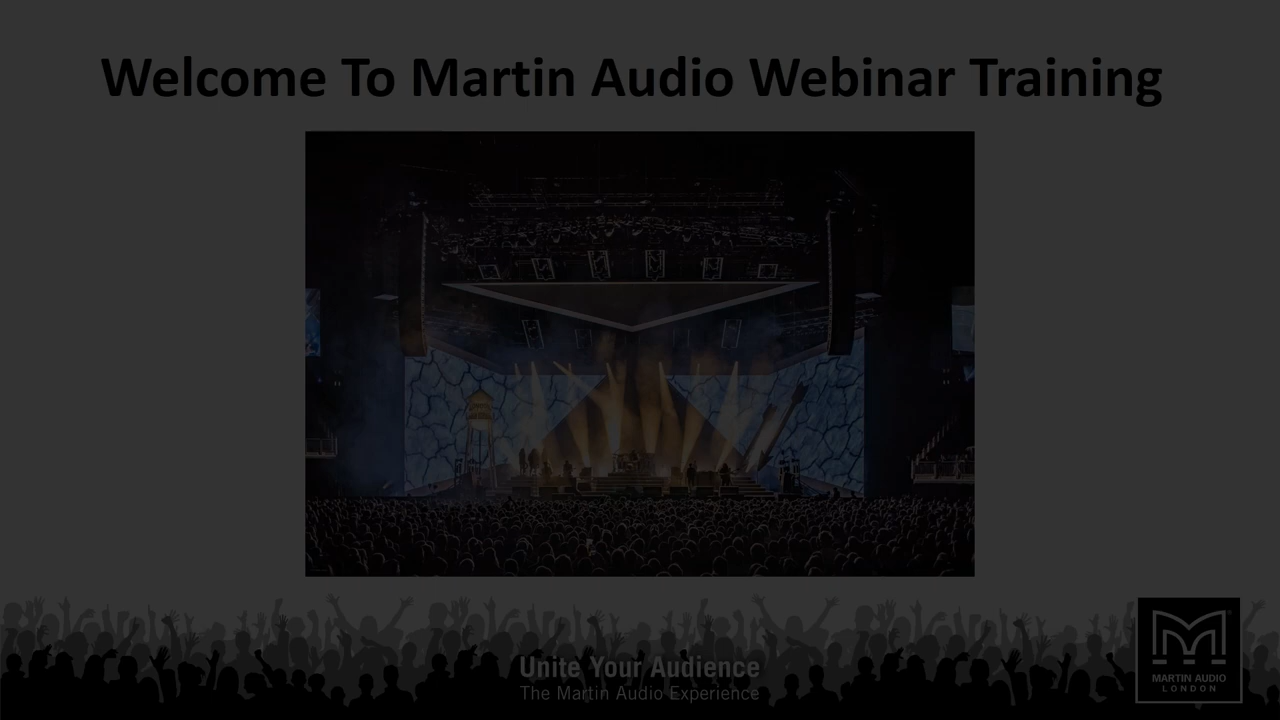 Welcome To Martin Audio Webinar Training
Unite Your Audience
The Martin Audio Experience
MARTIN AUDIO
LONDON